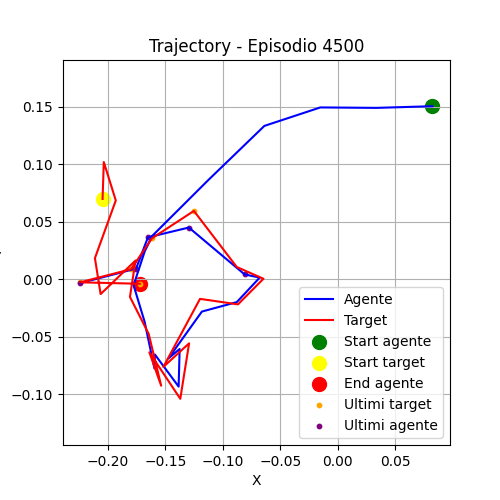 Trajectory - Episodio 4500
0.15
0.10
0.05
0.00
−0.05
−0.10
−0.20 −0.15 −0.10 −0.05 0.00 0.05
X
Agente
Target
Start agente
Start target
End agente
Ultimi target
Ultimi agente